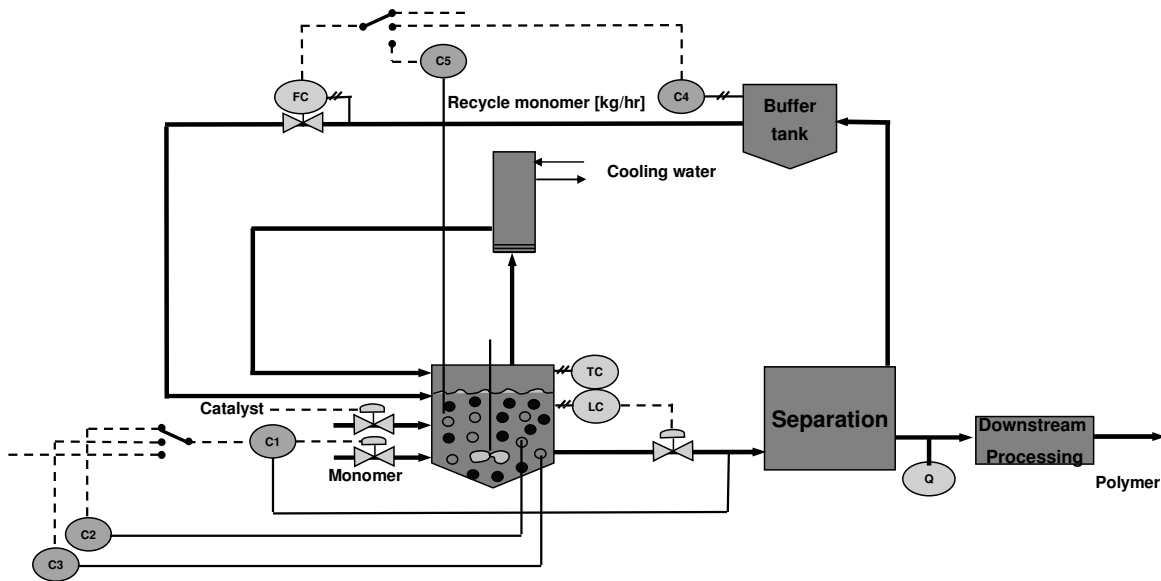 C5
FC
C4
Recycle monomer [kg/hr]
Buffer
tank
Cooling water
TC
LC
Catalyst
C1
Monomer
Separation
Downstream
Processing
Q
Polymer
C2
C3